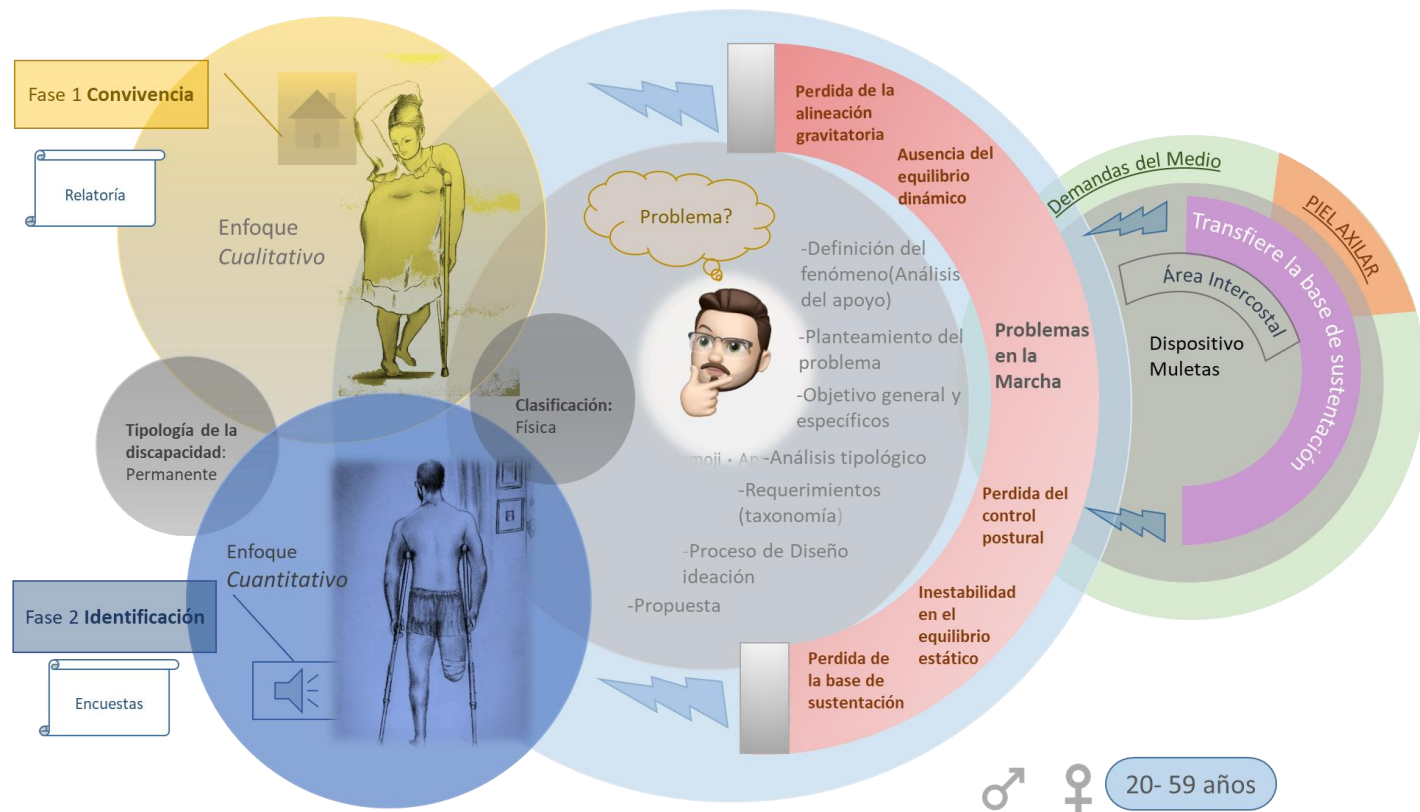 Fase 1 Convivencia
Relatoría
Enfoque
Cualitativo
Tipología de la
discapacidad:
Permanente
Clasificación:
Física
Enfoque
Cuantitativo
Fase 2 Identificación
Encuestas
Problema?
-Definición del
fenómeno(Análisis
del apoyo)
-Planteamiento del
problema
-Objetivo general y
específicos
moji • Ap
-Análisis tipológico
-Requerimientos
(taxonomía)
-Proceso de Diseño
ideación
-Propuesta
Perdida de la
alineación
gravitatoria
Ausencia del
equilibrio
dinámico
Problemas
en la
Marcha
Perdida del
control
postural
Inestabilidad
en el
equilibrio
estático
Perdida de
la base de
sustentación
Demandas del Medio
PIEL AXILAR
Transfiere la base de sustentación
Área Intercostal
Dispositivo
Muletas
20- 59 años